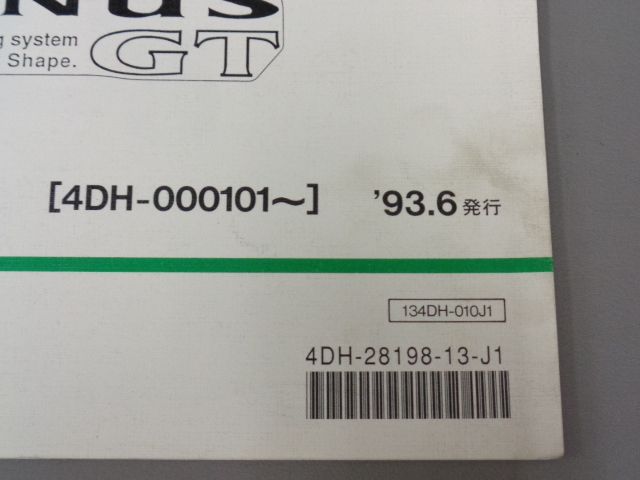 system
Shape.
GT
[4DH-000101～]
'93.6 発行
134DH-010J1
4DH-28198-13-J1